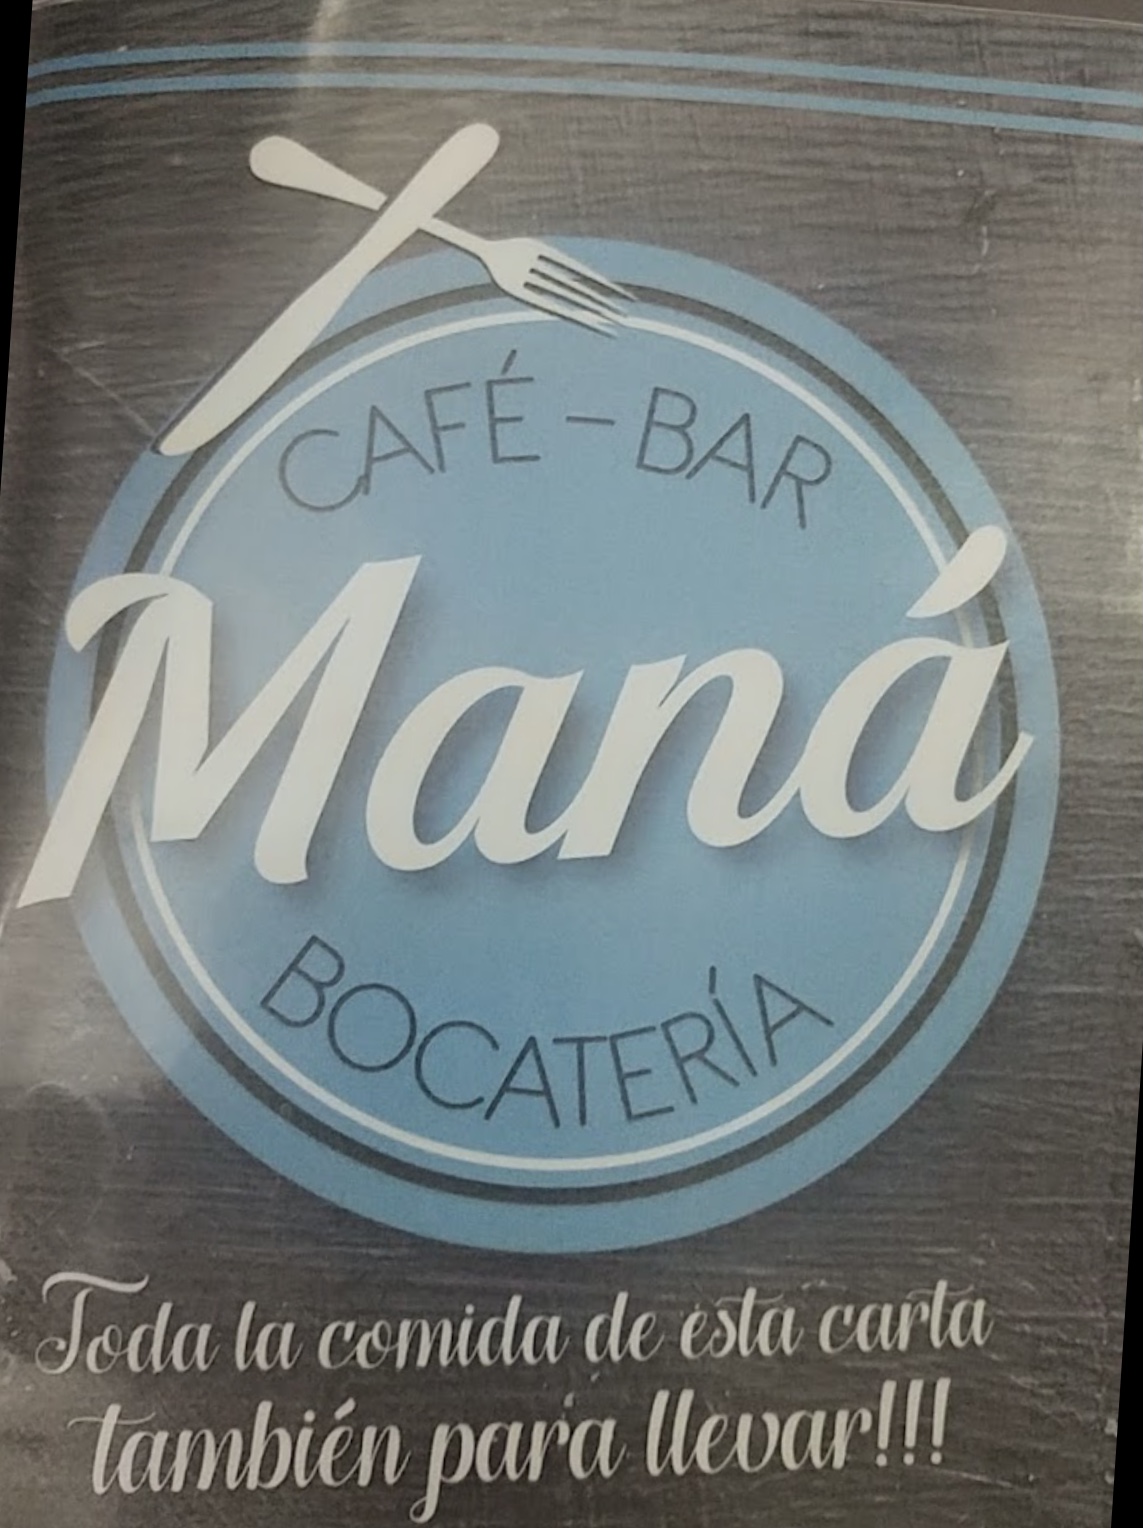 CAFÉ - BAR
Maná
BOCATERÍA
Toda la comida de esta carta
también para llevar!!!